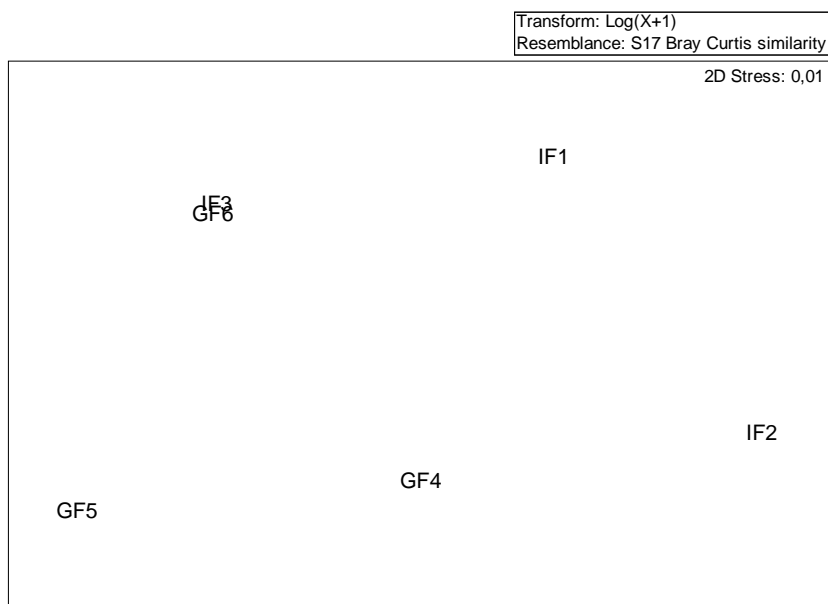 Transform: Log(X+1)
Resemblance: S17 Bray Curtis similarity
2D Stress: 0,01
IF1
IF3
GF6
IF2
GF4
GF5